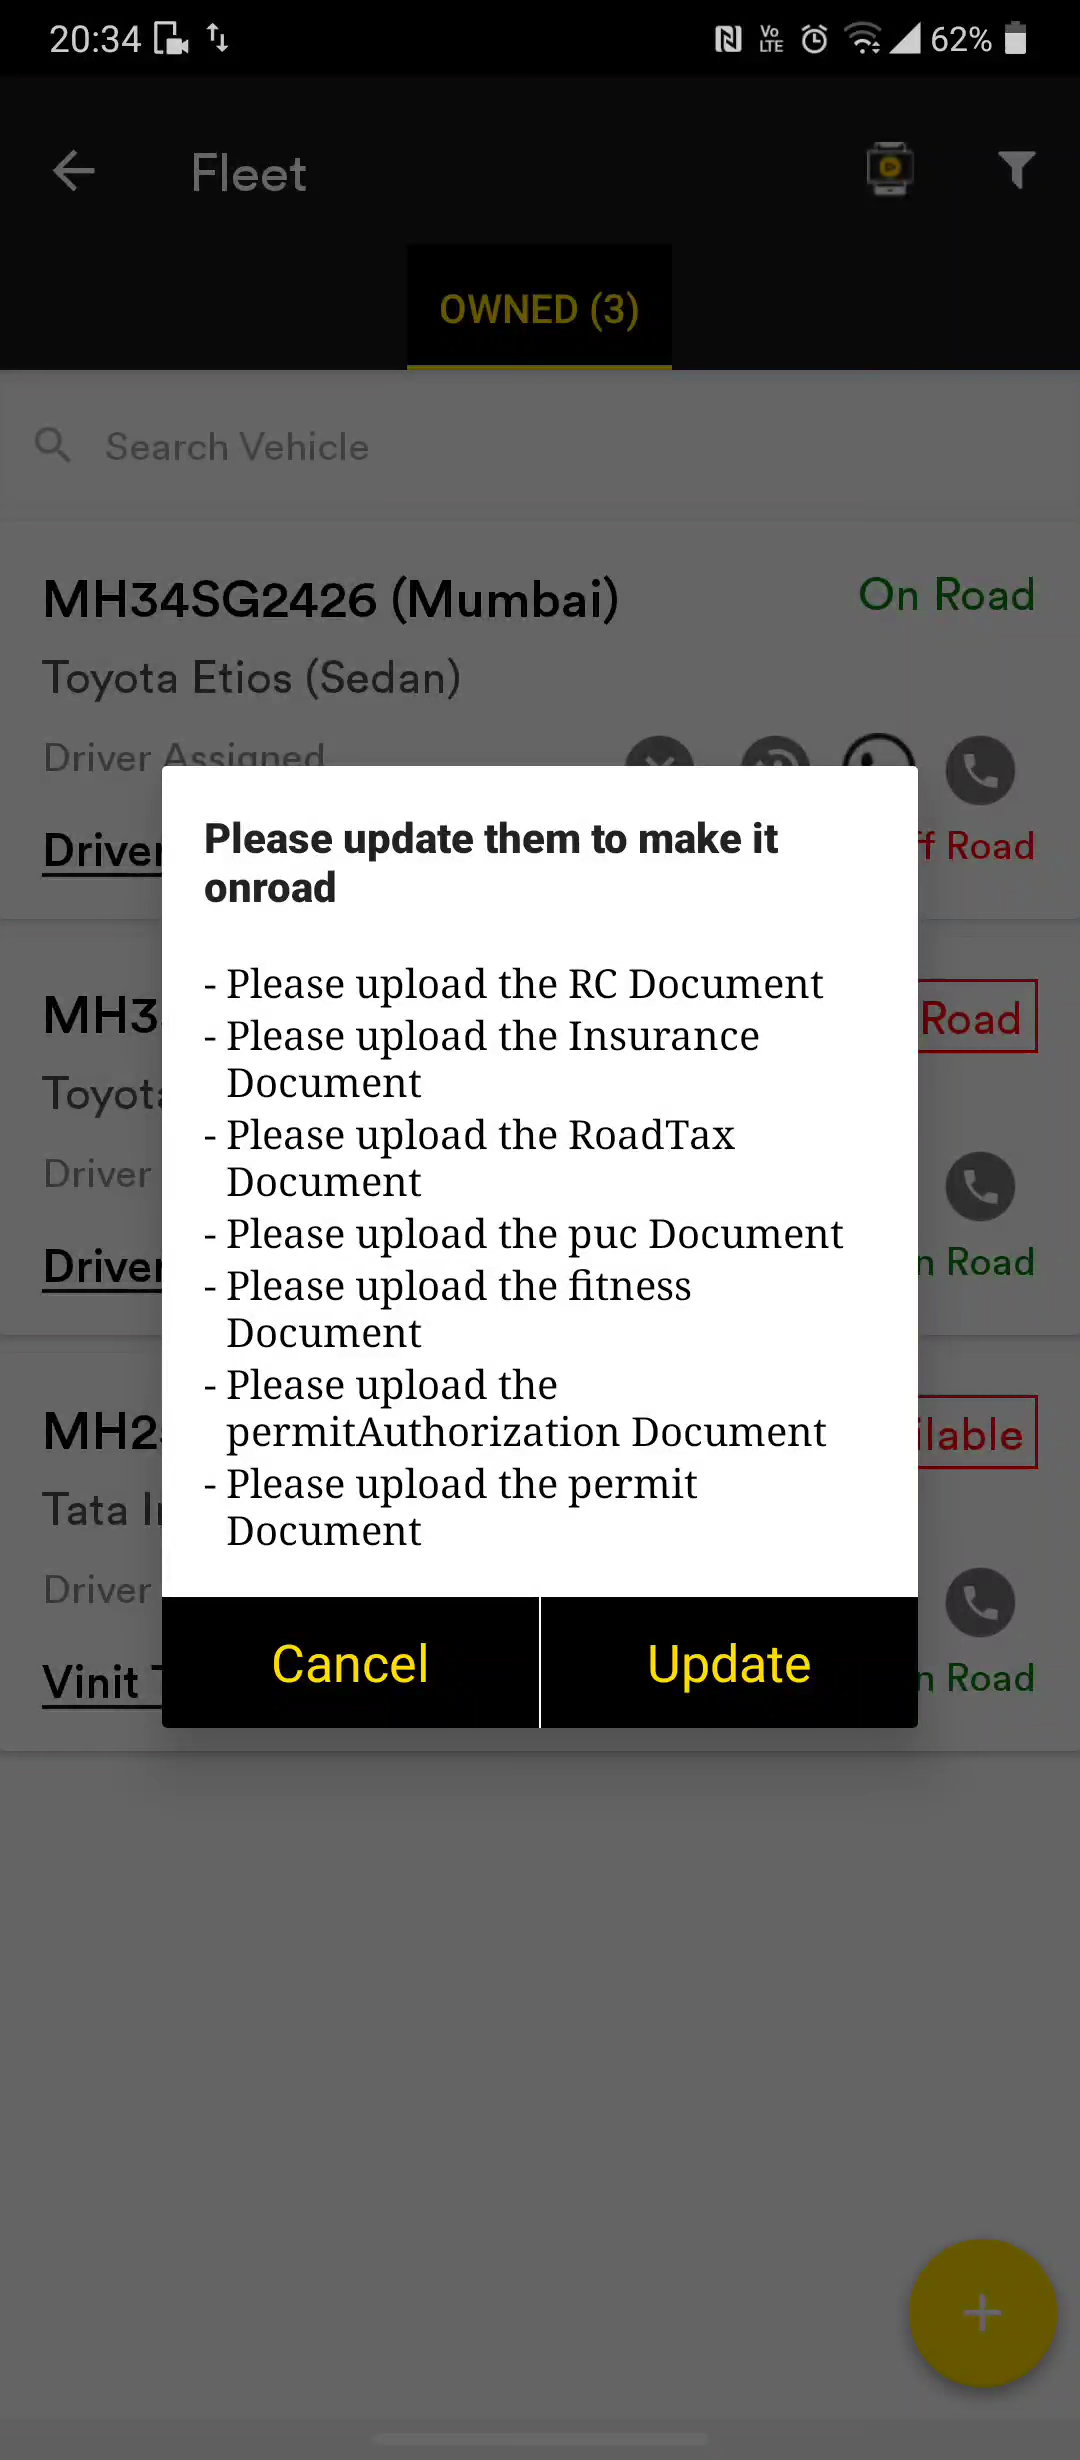 20:34
Vo
LTE
62%
Fleet
OWNED (3)
Search Vehicle
MH34SG2426 (Mumbai)
On Road
Toyota Etios (Sedan)
Driver Assigned
Driver
Road
Please update them to make it
onroad
- Please upload the RC Document
- Please upload the Insurance
Document
- Please upload the RoadTax
Document
- Please upload the puc Document
- Please upload the fitness
Document
- Please upload the
permitAuthorization Document
- Please upload the permit
Document
Cancel
Update
MH3
Road
Driver
Driver
Road
MH2
Tata
Driver
Vinit
Road